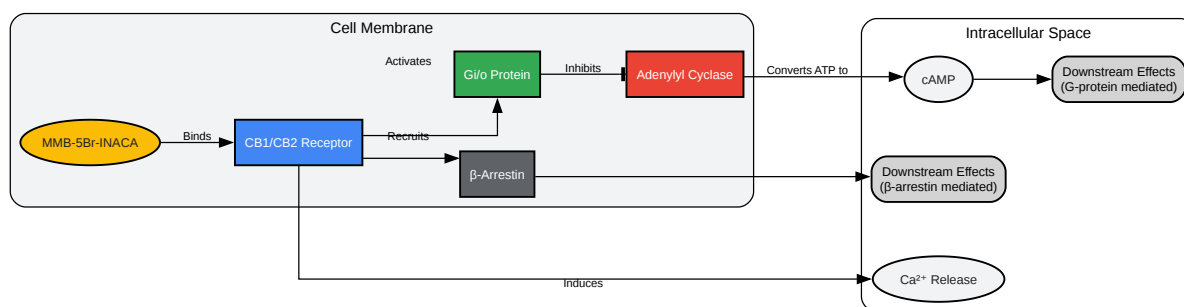 Cell Membrane
Intracellular Space
Activates
Gi/o Protein
Inhibits
Adenylyl Cyclase
Converts ATP to
cAMP
Downstream Effects
(G-protein mediated)
MMB-5Br-INACA
Binds
CB1/CB2 Receptor
Recruits
β-Arrestin
Downstream Effects
(β-arrestin mediated)
Induces
Ca²⁺ Release